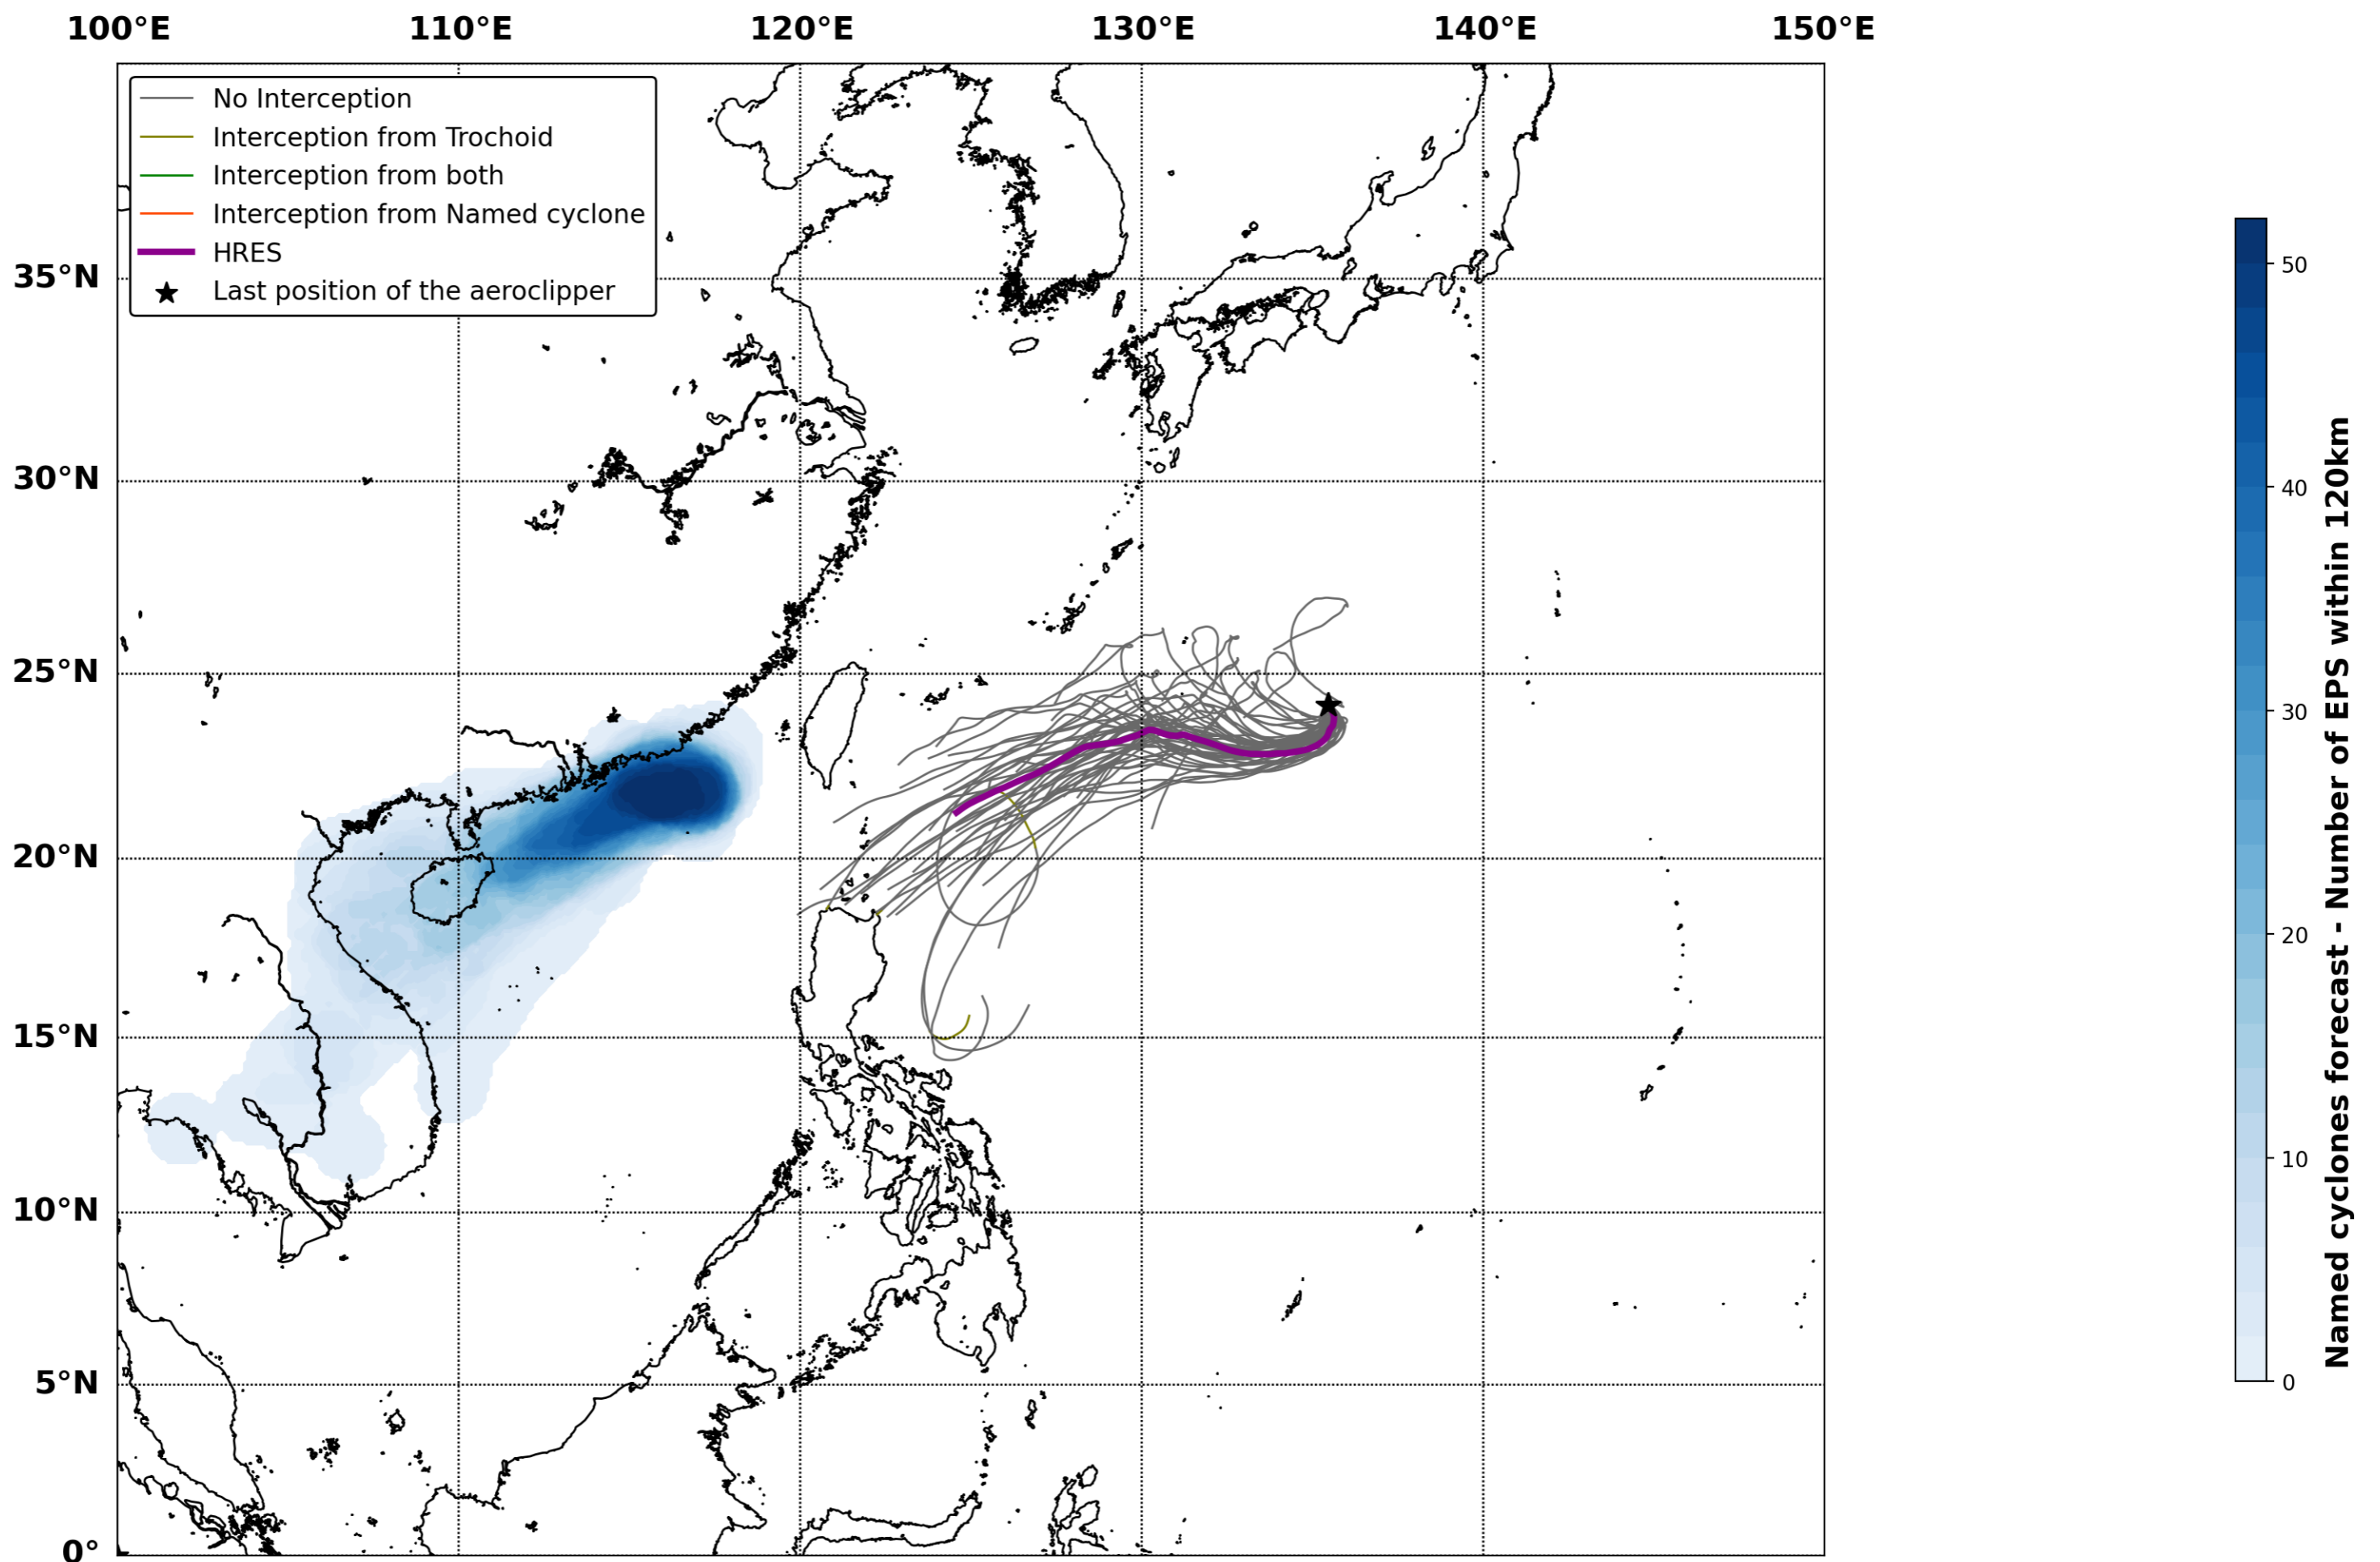 100°E 110°E 120°E 130°E 140°E 150°E
No Interception
Interception from Trochoid
Interception from both
Interception from Named cyclone
HRES
Last position of the aeroclipper
35°N
30°N
25°N
20°N
15°N
10°N
5°N
0°
50
40
30
20
10
0
Named cyclones forecast - Number of EPS within 120km